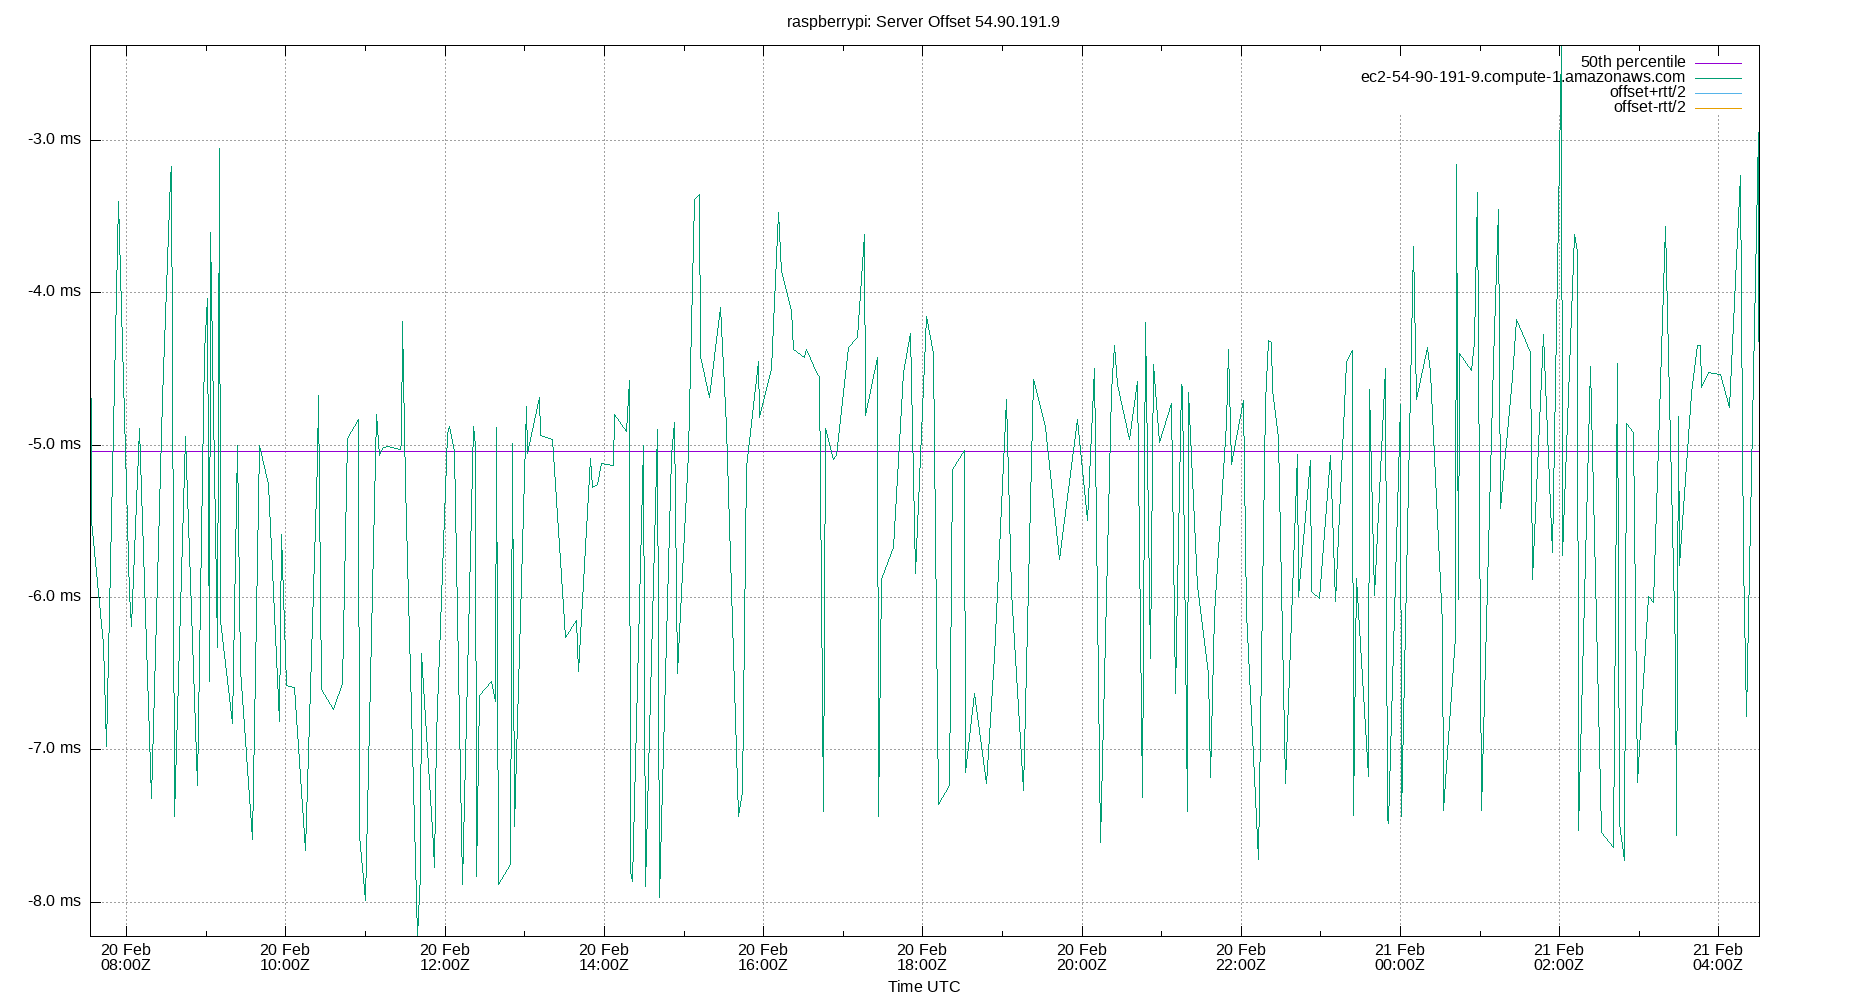 raspberrypi: Server Offset 54.90.191.9
50th percentile
ec2-54-90-191-9.compute-1.amazonaws.com
offset+rtt/2
offset-rtt/2
-3.0 ms
-4.0 ms
-5.0 ms
-6.0 ms
-7.0 ms
-8.0 ms
20 Feb 20 Feb 20 Feb 20 Feb 20 Feb 20 Feb 20 Feb 20 Feb 21 Feb 21 Feb 21 Feb
08:00Z 10:00Z 12:00Z 14:00Z 16:00Z 18:00Z 20:00Z 22:00Z 00:00Z 02:00Z 04:00Z
Time UTC